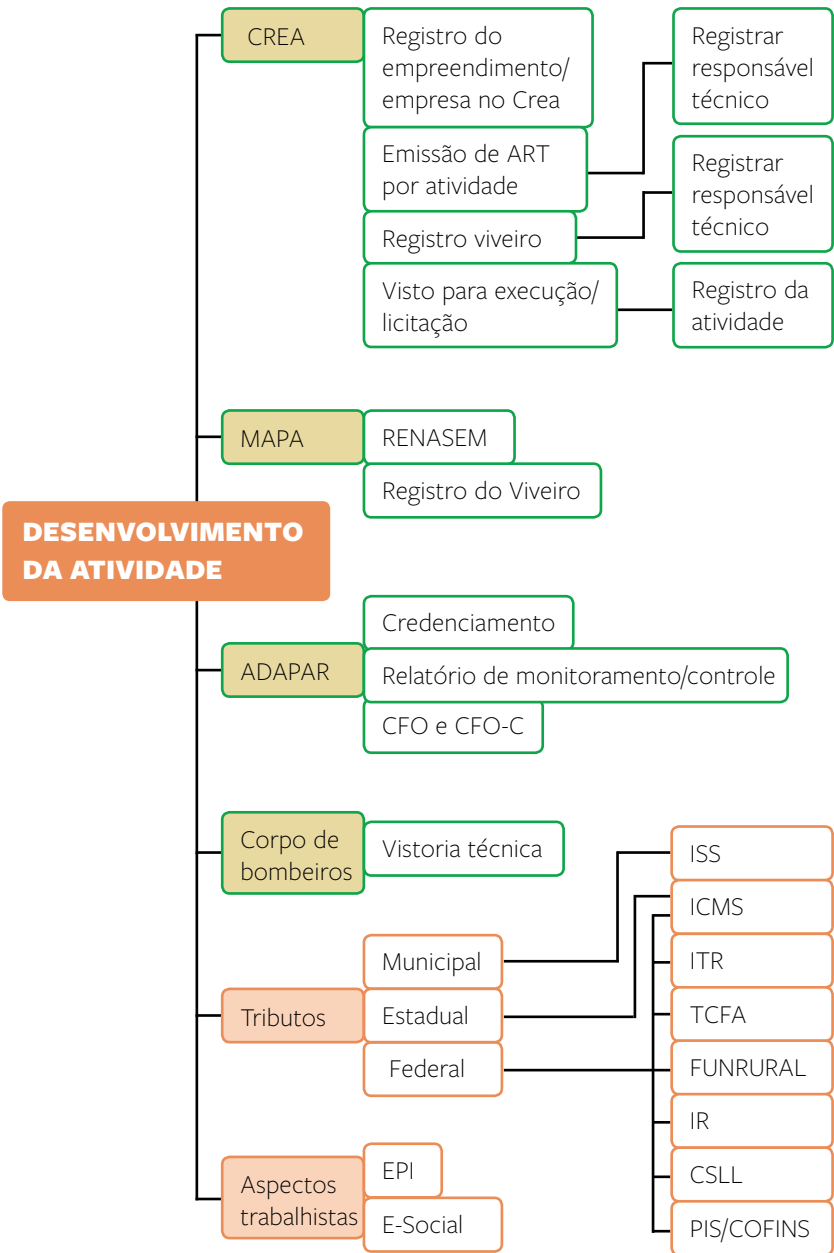 CREA
Registro do
empreendimento/
empresa no Crea
Registrar
responsável
técnico
Emissão de ART
por atividade
Registro viveiro
Registrar
responsável
técnico
Visto para execução/
licitação
Registro da
atividade
MAPA
RENASEM
Registro do Viveiro
DESENVOLVIMENTO
DA ATIVIDADE
ADAPAR
Credenciamento
Relatório de monitoramento/controle
CFO e CFO-C
Corpo de
bombeiros
Vistoria técnica
Tributos
Municipal
Estadual
Federal
ISS
ICMS
ITR
TCFA
FUNRURAL
IR
CSLL
PIS/COFINS
Aspectos
trabalhistas
EPI
E-Social